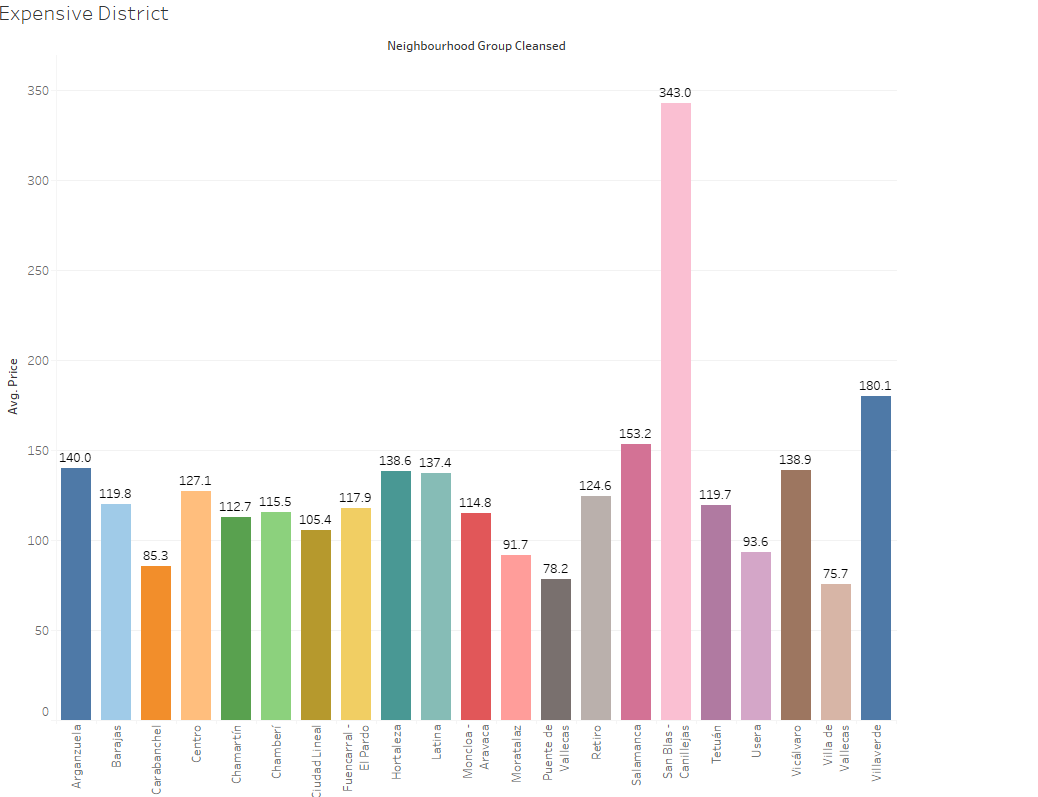 Expensive District
Neighbourhood Group Cleansed
Avg. Price
350
300
250
200
150
100
50
0
140.0
119.8
85.3
127.1
112.7
115.5
105.4
117.9
138.6
137.4
114.8
91.7
78.2
124.6
153.2
343.0
119.7
93.6
138.9
75.7
180.1
Arganzuela
Barajas
Carabanchel
Centro
Chamartín
Chamberí
Ciudad Lineal
Fuencarral -
El Pardo
Hortaleza
Latina
Moncloa -
Aravaca
Moratalaz
Puente de
Vallecas
Retiro
Salamanca
San Blas -
Canillejas
Tetuán
Usera
Vicálvaro
Villa de
Vallecas
Villaverde